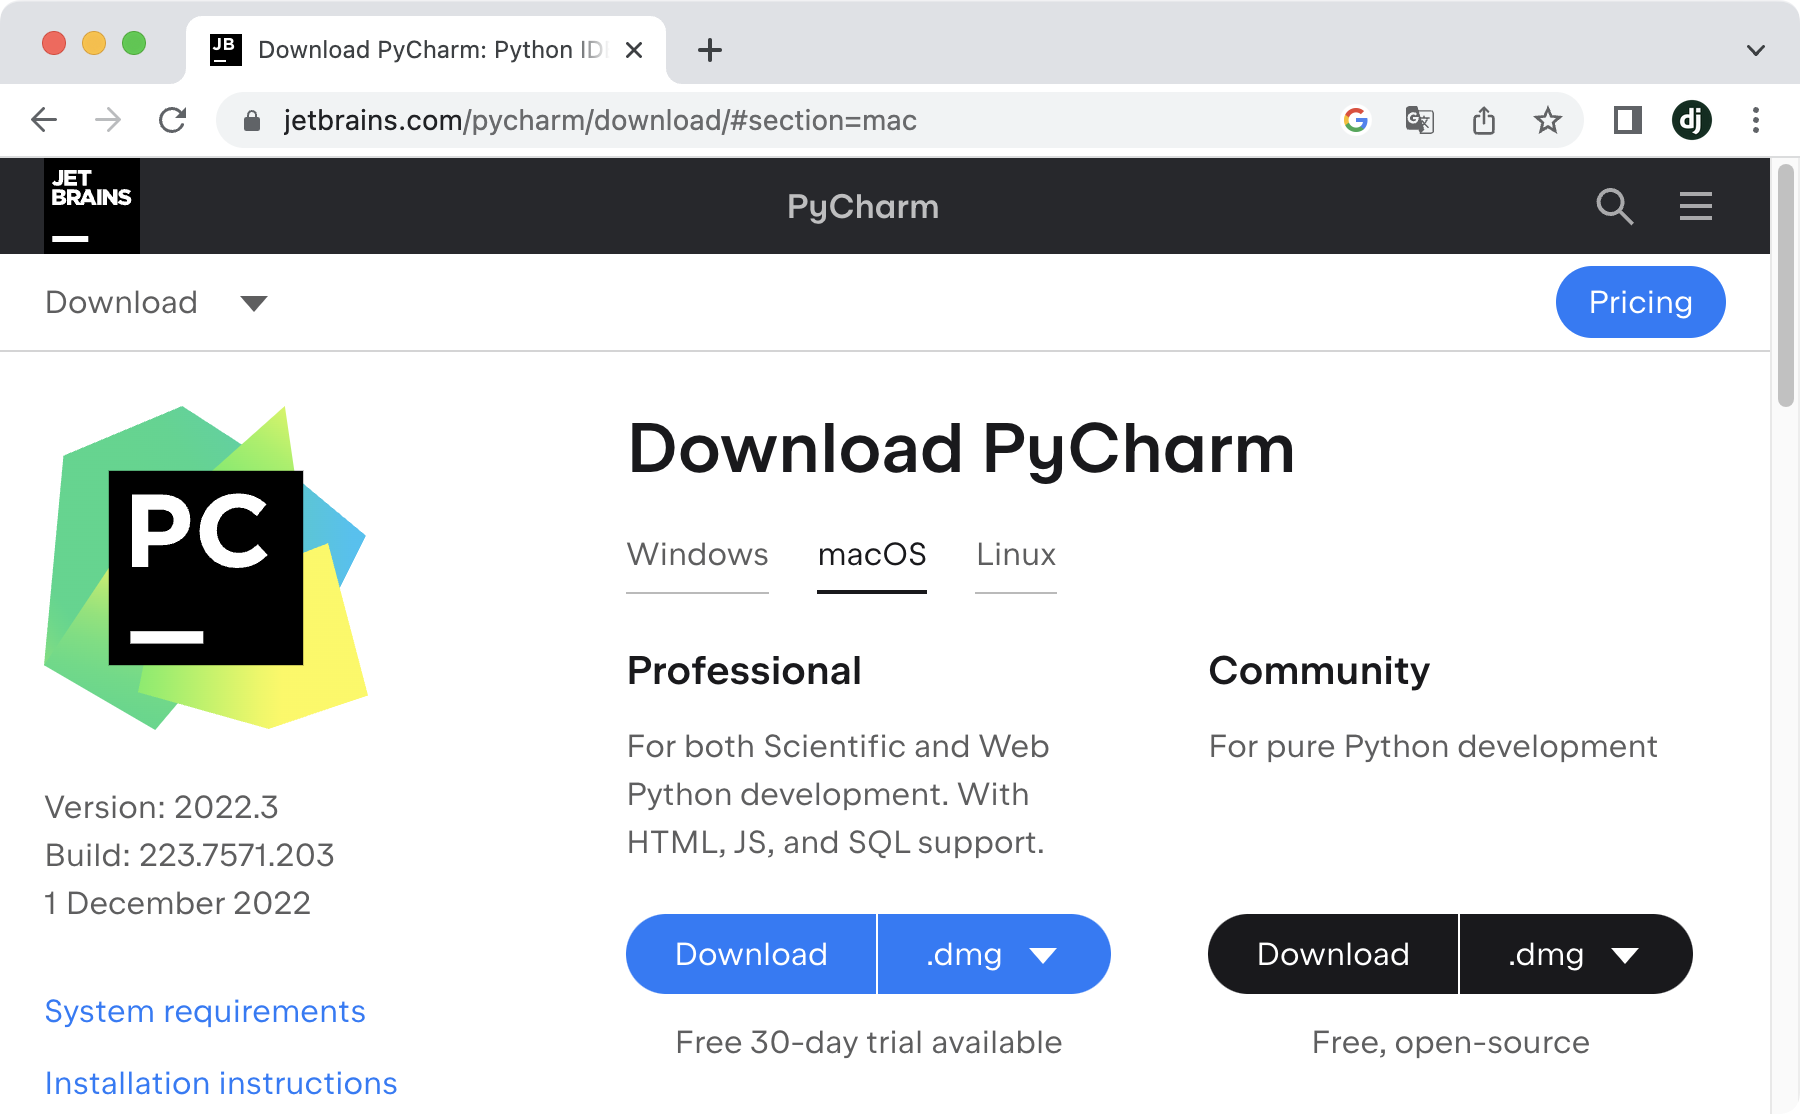 JB
Download PyCharm: Python ID
jetbrains.com/pycharm/download/#section=mac
G
dj
JET
BRAINS
PyCharm
Download
Pricing
PC
Version: 2022.3
Build: 223.7571.203
1 December 2022
System requirements
Installation instructions
Download PyCharm
Windows macOS Linux
Professional
For both Scientific and Web
Python development. With
HTML, JS, and SQL support.
Download .dmg
Free 30-day trial available
Community
For pure Python development
Download .dmg
Free, open-source